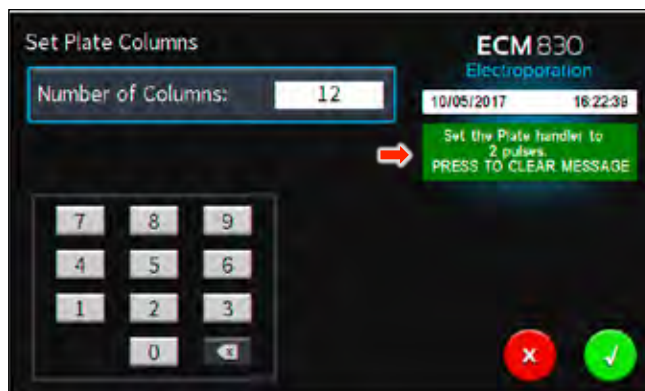 Set Plate Columns
Number of Columns: 12
ECM 830
Electroporation
10/05/2017 16:22:39
Set the Plate handler to
2 pulses.
PRESS TO CLEAR MESSAGE
7 8 9
4 5 6
1 2 3
0 x
x